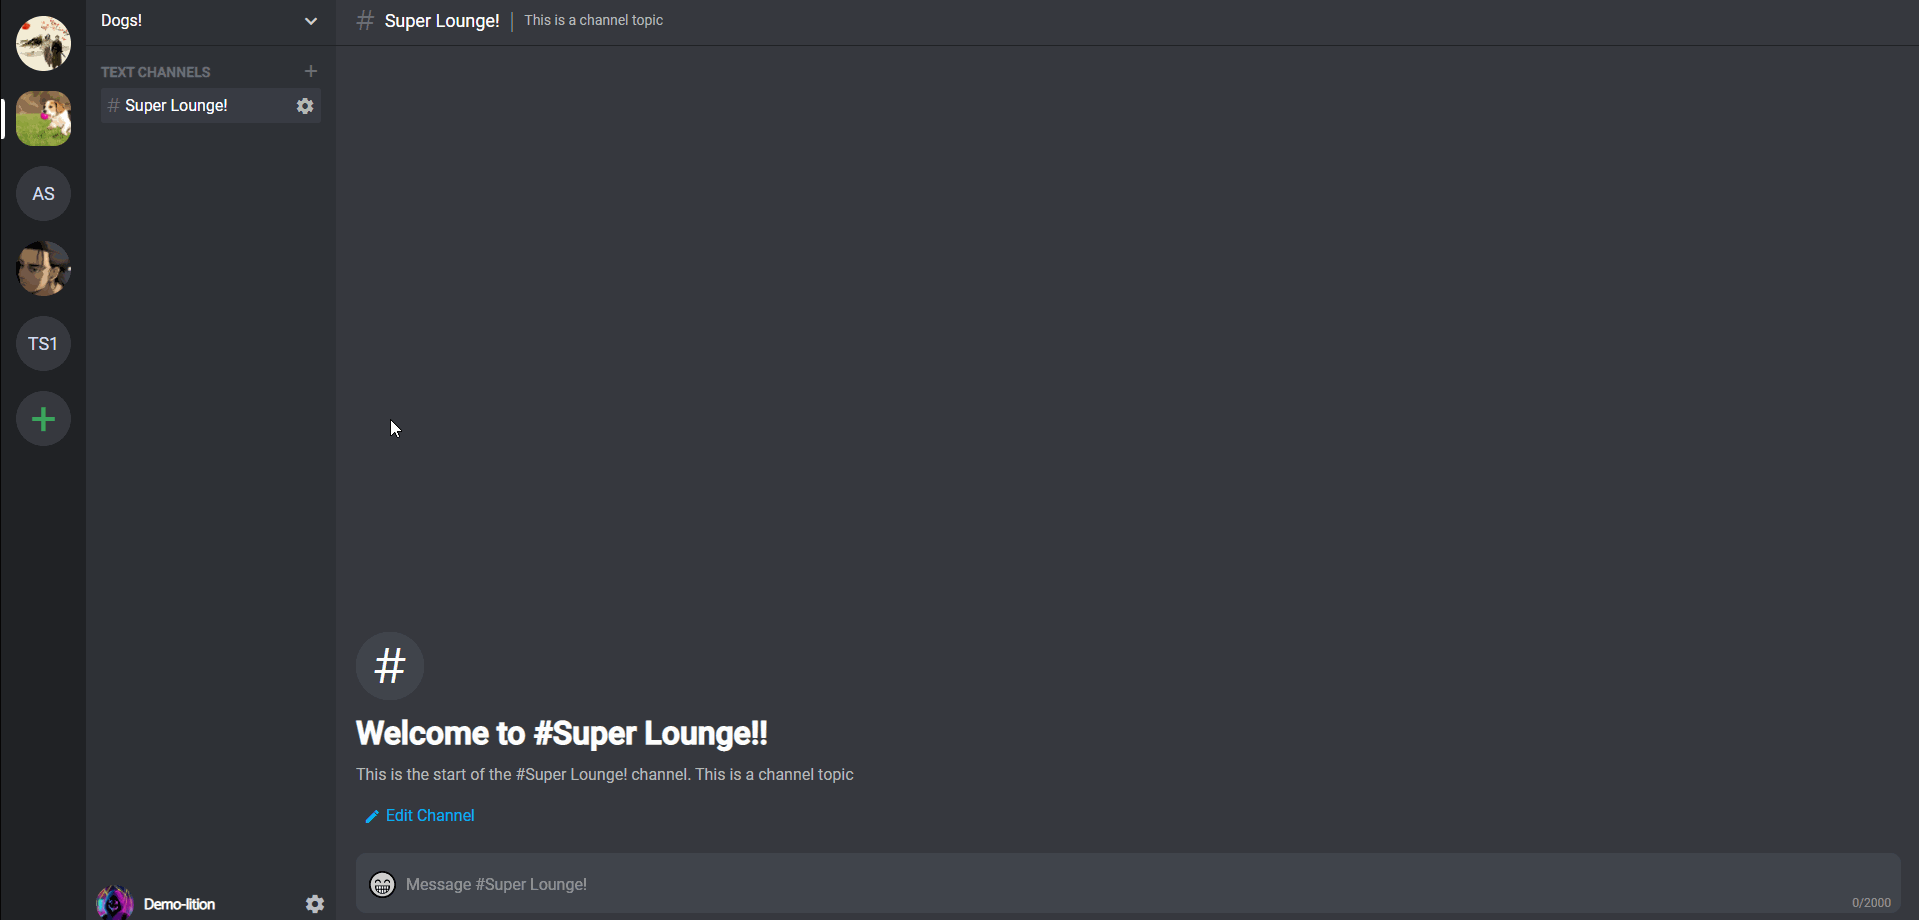 Dogs!
# Super Lounge! | This is a channel topic
TEXT CHANNELS
# Super Lounge!
AS
TS1
#
Welcome to #Super Lounge!!
This is the start of the #Super Lounge! channel. This is a channel topic
Edit Channel
Message #Super Lounge!
0/2000
Demo-lition